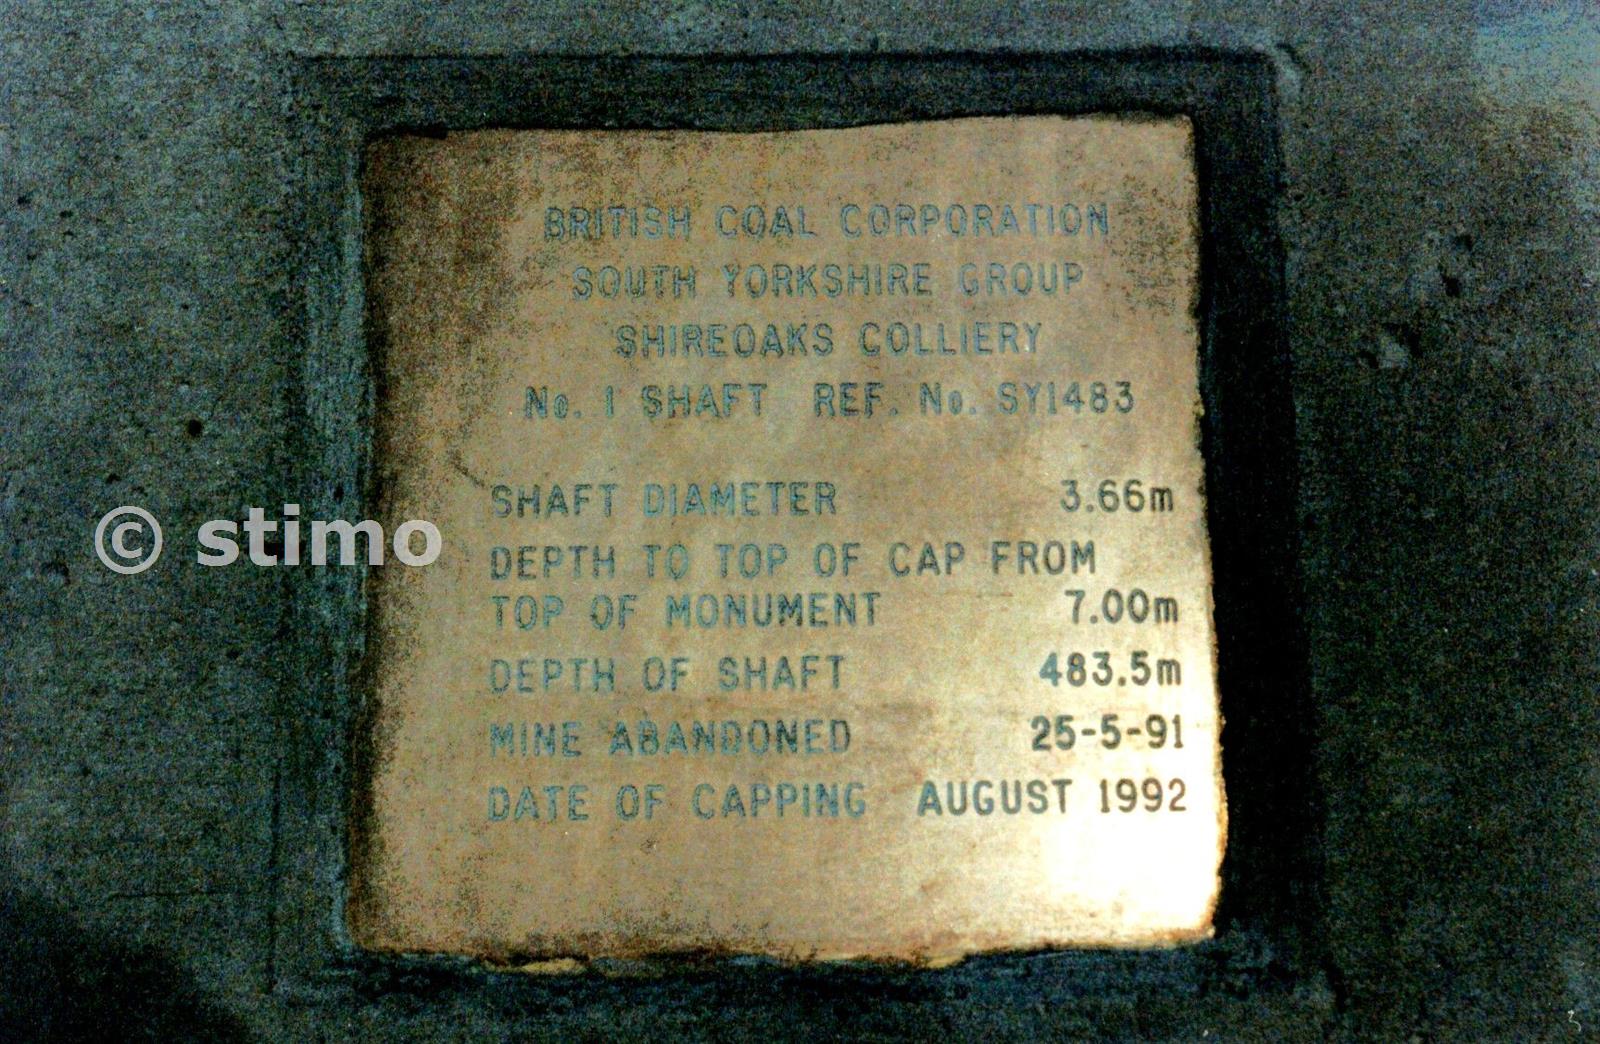 BRITISH COAL CORPORATION
SOUTH YORKSHIRE GROUP
SHIREOAKS COLLIERY
No. 1 SHAFT REF. No. SY1483
SHAFT DIAMETER 3.66m
© stimo
DEPTH TO TOP OF CAP FROM
TOP OF MONUMENT 7.00m
DEPTH OF SHAFT 483.5m
MINE ABANDONED 25-5-91
DATE OF CAPPING AUGUST 1992